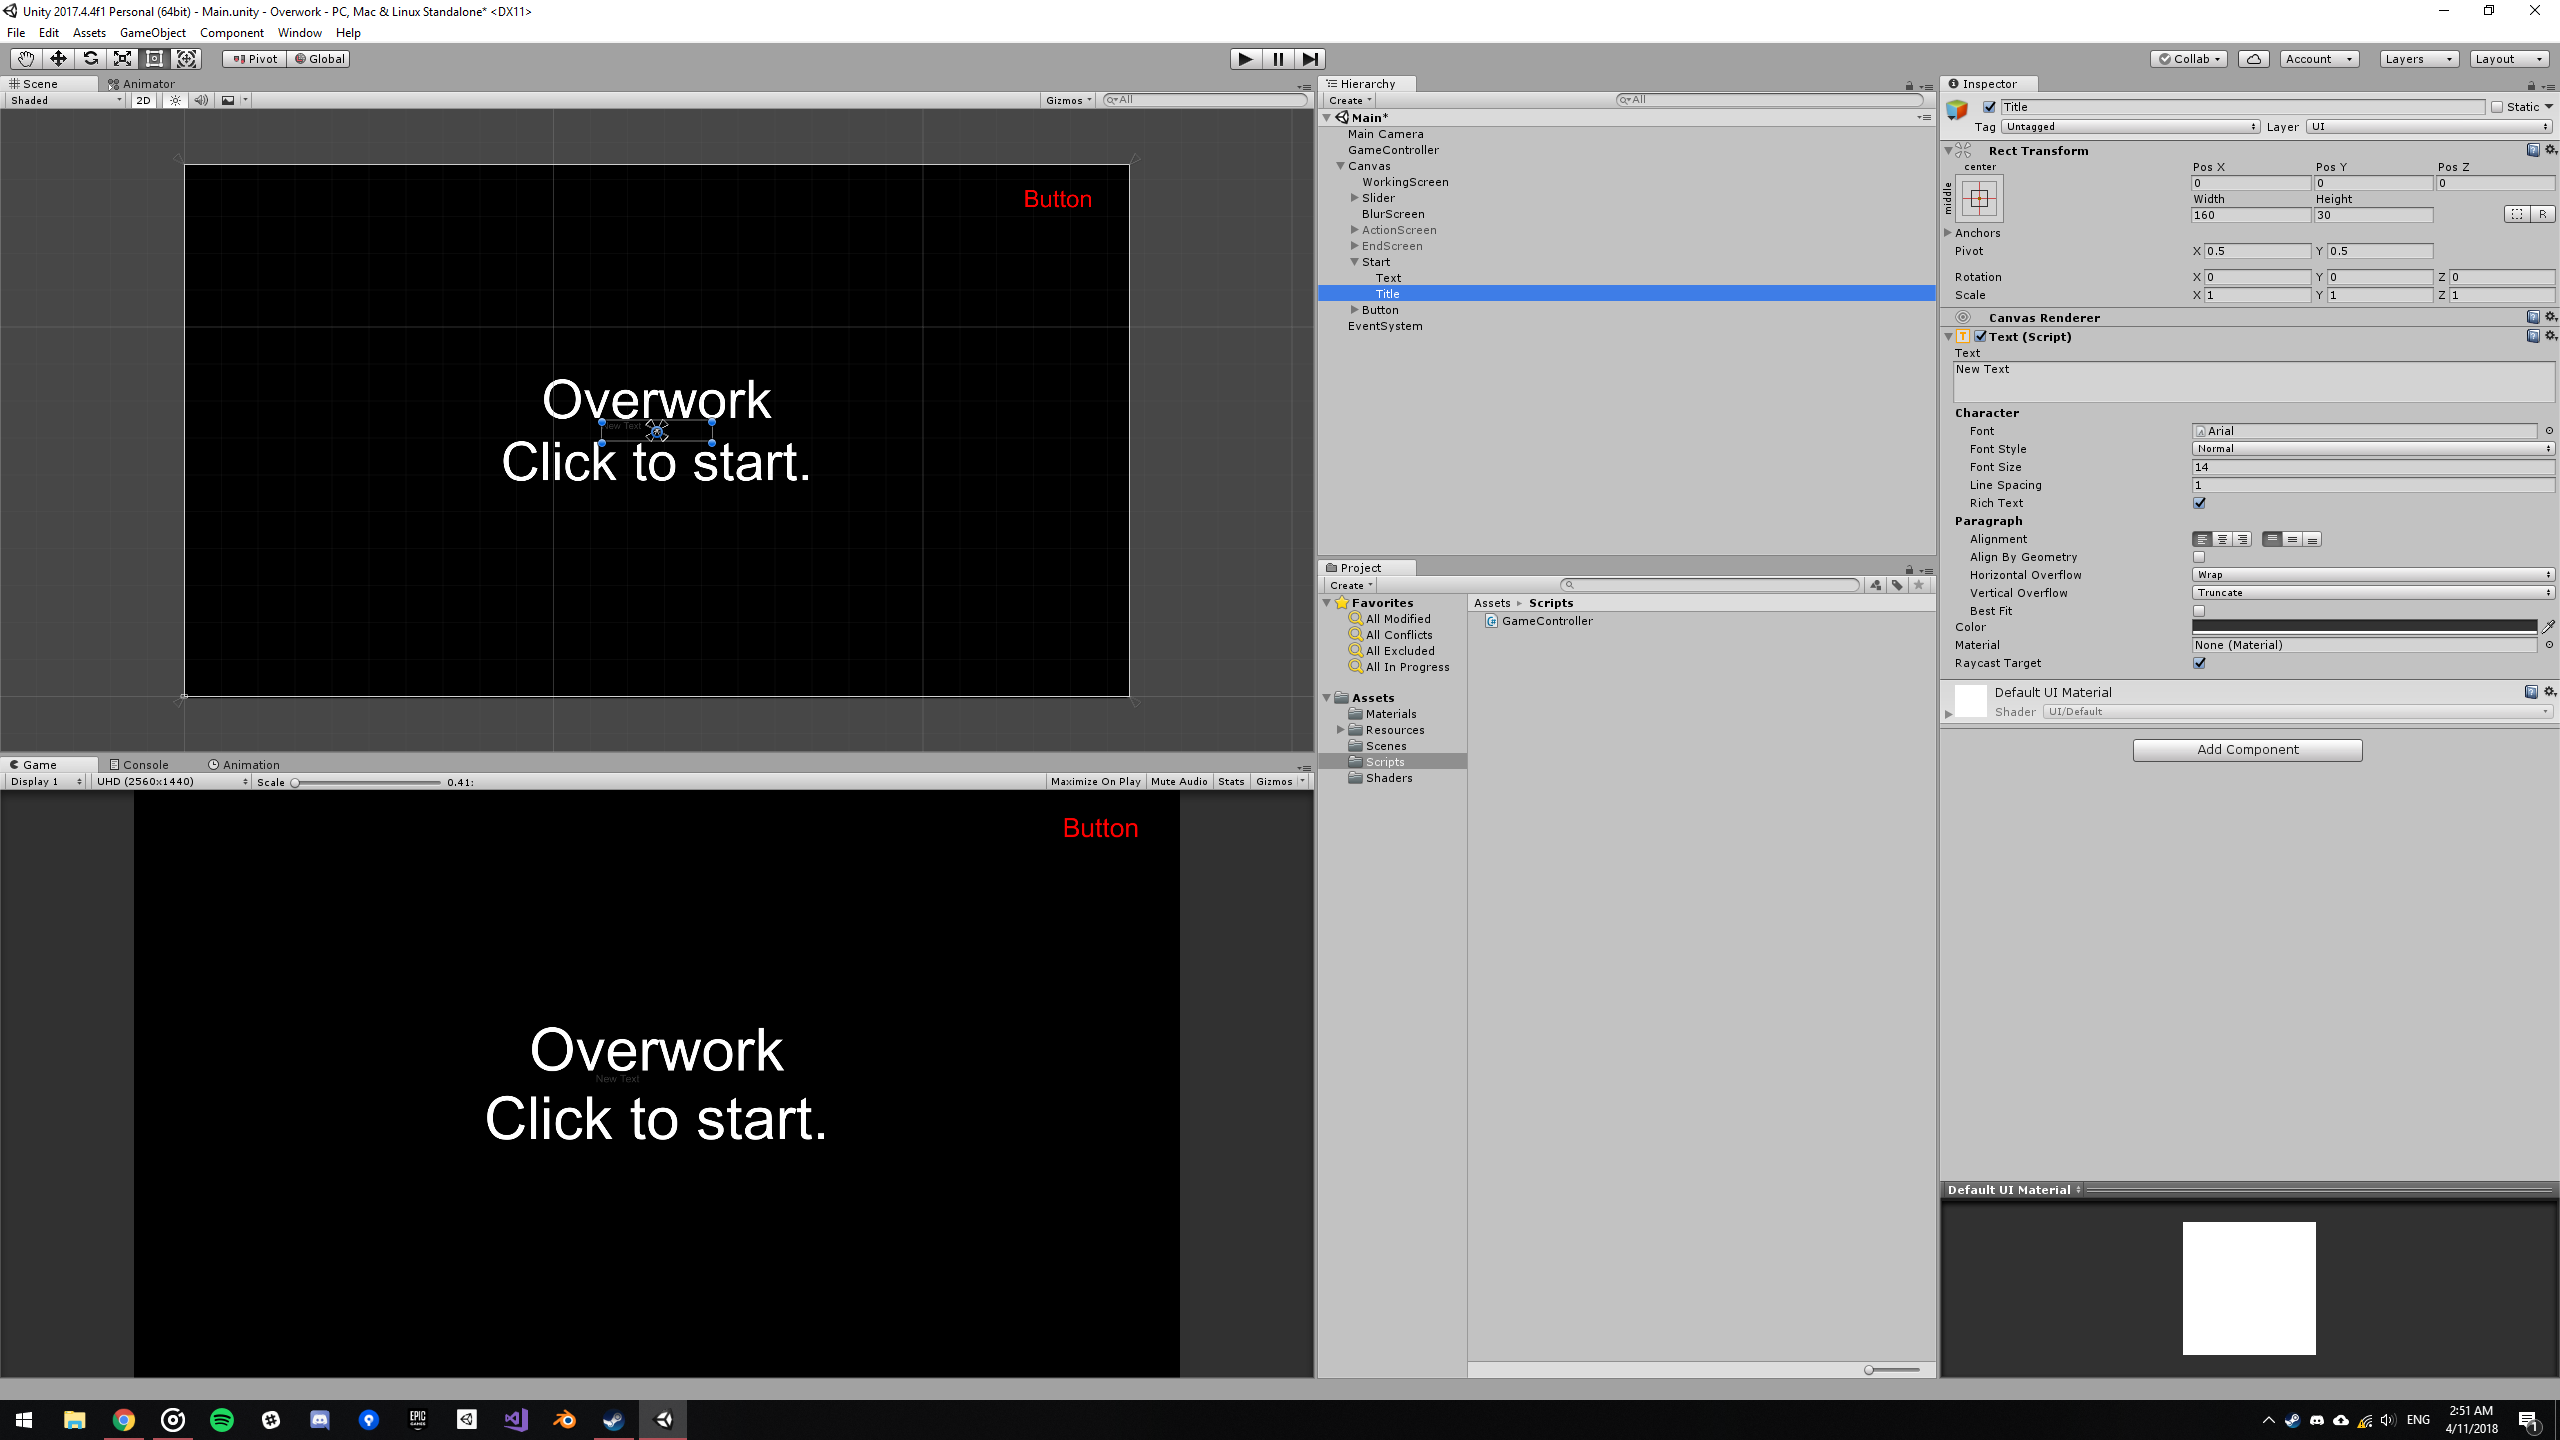 Unity 2017.4.4f1 Personal (64bit) - Main.unity - Overwork - PC, Mac & Linux Standalone* <DX11>
File Edit Assets GameObject Component Window Help
Pivot Global
Collab Account Layers Layout
Scene Animator
Shaded 2D Gizmos All
Button
Overwork
New Text
Click to start.
Game Console Animation
Display 1 UHD (2560x1440) Scale 0.41: Maximize On Play Mute Audio Stats Gizmos
Button
Overwork
New Text
Click to start.
Hierarchy
Create All
Main*
Main Camera
GameController
Canvas
WorkingScreen
Slider
BlurScreen
ActionScreen
EndScreen
Start
Text
Title
Button
EventSystem
Project
Create
Favorites
All Modified
All Conflicts
All Excluded
All In Progress
Assets
Materials
Resources
Scenes
Scripts
Shaders
Assets Scripts
GameController
Inspector
Title Static
Tag Untagged Layer UI
Rect Transform
center
middle
Pos X Pos Y Pos Z
0 0 0
Width Height
160 30 R
Anchors
Pivot X 0.5 Y 0.5
Rotation X 0 Y 0 Z 0
Scale X 1 Y 1 Z 1
Canvas Renderer
T Text (Script)
Text
New Text
Character
Font Arial
Font Style Normal
Font Size 14
Line Spacing 1
Rich Text
Paragraph
Alignment
Align By Geometry
Horizontal Overflow Wrap
Vertical Overflow Truncate
Best Fit
Color
Material None (Material)
Raycast Target
Default UI Material
Shader UI/Default
Add Component
Default UI Material
EPIC GAMES
ENG
2:51 AM
4/11/2018
1